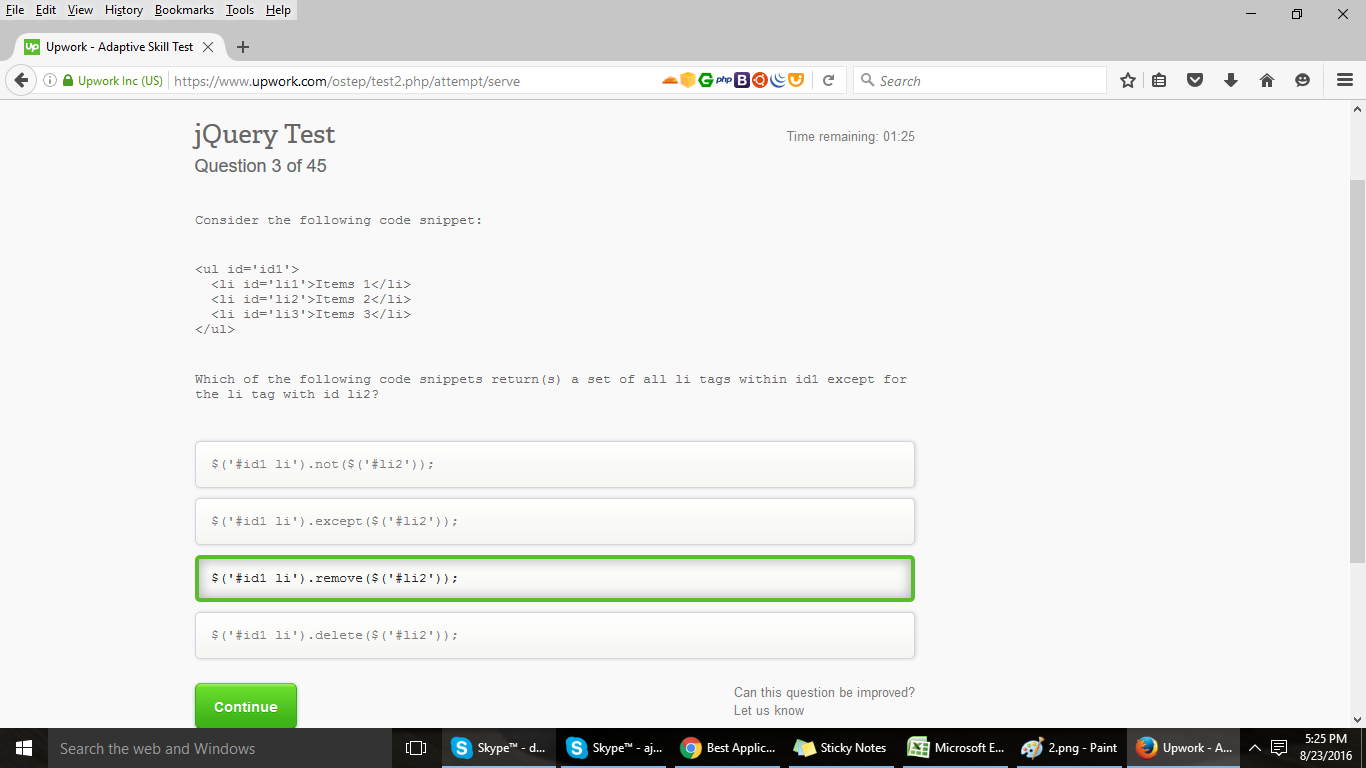 File Edit View History Bookmarks Tools Help
Up Upwork - Adaptive Skill Test
Upwork Inc (US) https://www.upwork.com/ostep/test2.php/attempt/serve php B Search
jQuery Test
Time remaining: 01:25
Question 3 of 45
Consider the following code snippet:
<ul id='id1'>
<li id='li1'>Items 1</li>
<li id='li2'>Items 2</li>
<li id='li3'>Items 3</li>
</ul>
Which of the following code snippets return(s) a set of all li tags within id1 except for
the li tag with id li2?
$('#id1 li').not($('#li2'));
$('#id1 li').except($('#li2'));
$('#id1 li').remove($('#li2'));
$('#id1 li').delete($('#li2'));
Continue
Can this question be improved?
Let us know
Search the web and Windows
Skype™ - d...
Skype™ - aj...
Best Applic...
Sticky Notes
Microsoft E...
2.png - Paint
Upwork - A...
5:25 PM
8/23/2016